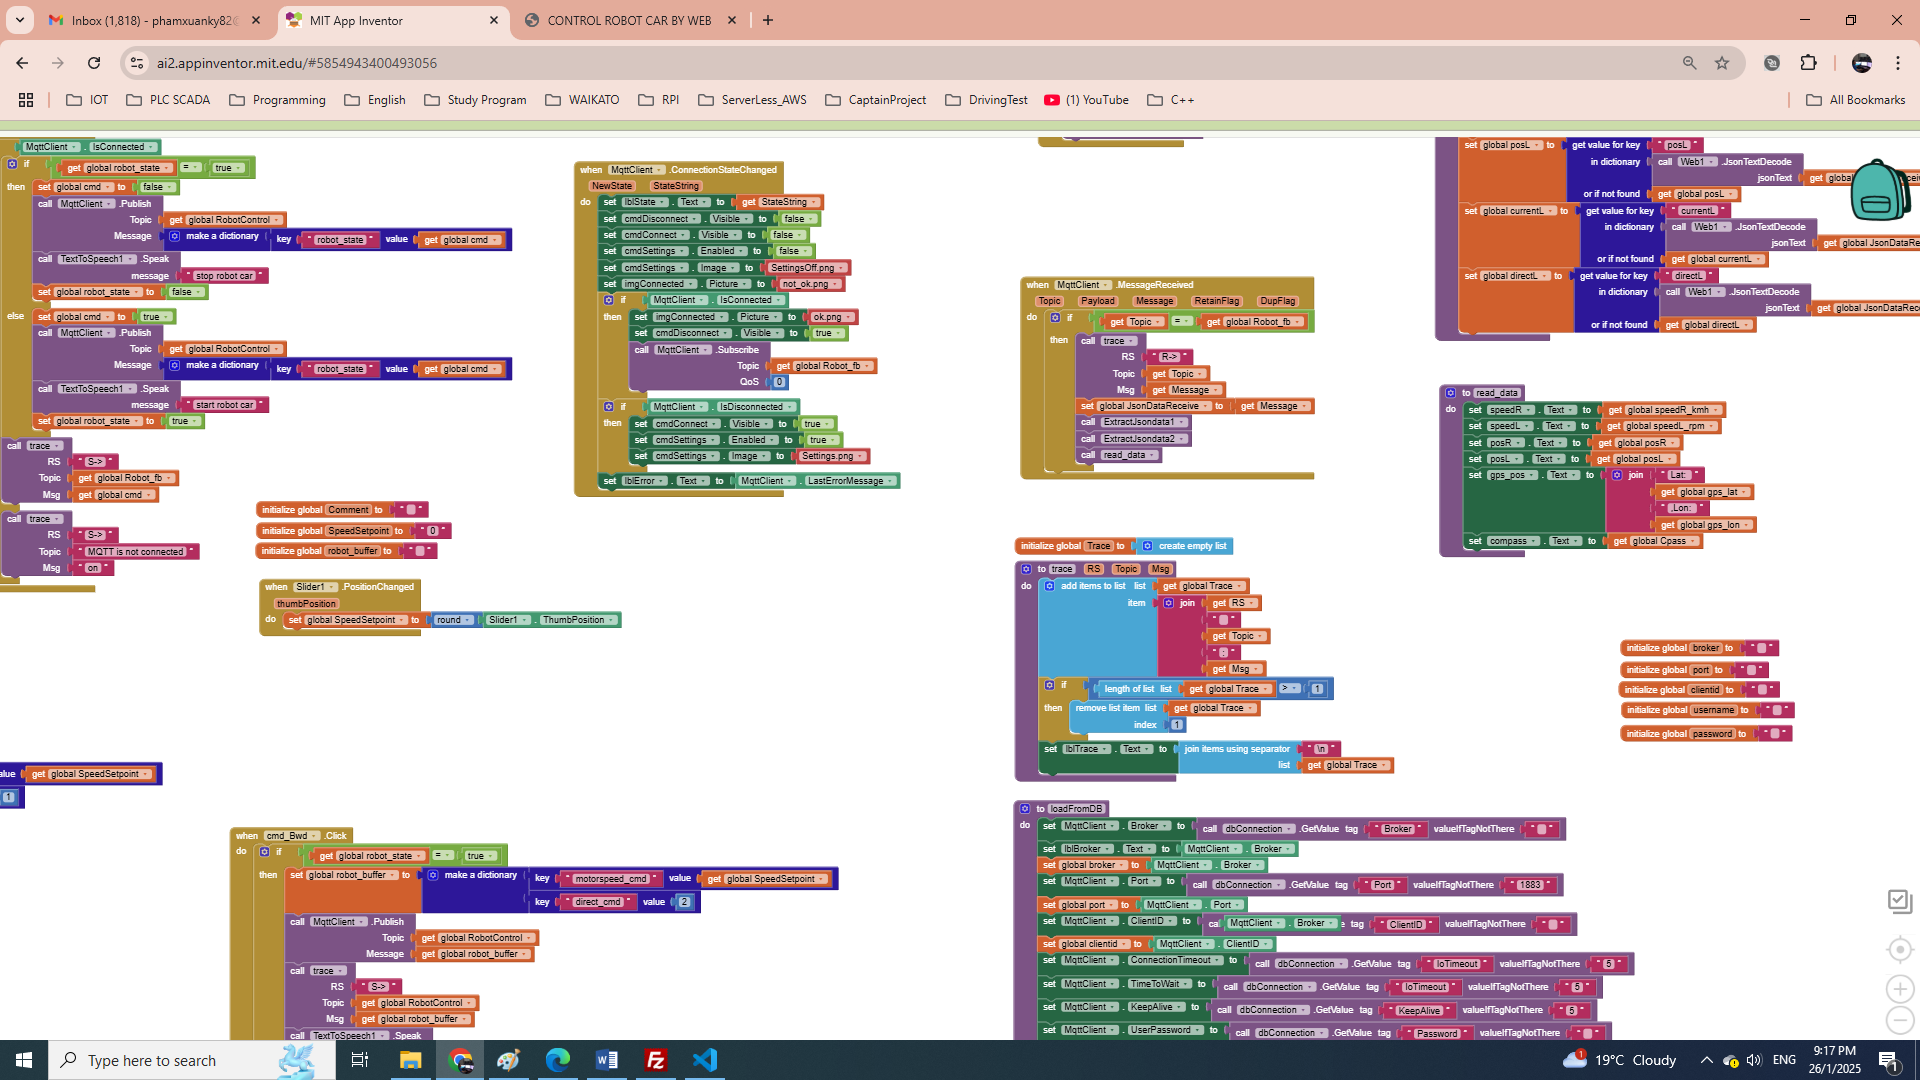 Inbox (1,818) - phamxuanky82@
MIT App Inventor
CONTROL ROBOT CAR BY WEB
ai2.appinventor.mit.edu/#5854943400493056
IOT
PLC SCADA
Programming
English
Study Program
WAIKATO
RPI
ServerLess_AWS
CaptainProject
DrivingTest
(1) YouTube
C++
All Bookmarks
MqttClient . IsConnected
if get global robot_state = true
then set global cmd to false
call MqttClient .Publish
Topic get global RobotControl
Message make a dictionary key " robot_state " value get global cmd
call TextToSpeech1 .Speak
message " stop robot car "
set global robot_state to false
else set global cmd to true
call MqttClient .Publish
Topic get global RobotControl
Message make a dictionary key " robot_state " value get global cmd
call TextToSpeech1 .Speak
message " start robot car "
set global robot_state to true
call trace
RS " S-> "
Topic get global Robot_fb
Msg get global cmd
call trace
RS " S-> "
Topic " MQTT is not connected "
Msg " on "
initialize global Comment to " "
initialize global SpeedSetpoint to " 0 "
initialize global robot_buffer to " "
when Slider1 .PositionChanged
thumbPosition
do set global SpeedSetpoint to round Slider1 . ThumbPosition
alue get global SpeedSetpoint
1
when cmd_Bwd .Click
do if get global robot_state = true
then set global robot_buffer to make a dictionary key " motorspeed_cmd " value get global SpeedSetpoint
key " direct_cmd " value 2
call MqttClient .Publish
Topic get global RobotControl
Message get global robot_buffer
call trace
RS " S-> "
Topic get global RobotControl
Msg get global robot_buffer
call TextToSpeech1 .Speak
when MqttClient .ConnectionStateChanged
NewState StateString
do set lblState . Text to get StateString
set cmdDisconnect . Visible to false
set cmdConnect . Visible to false
set cmdSettings . Enabled to false
set cmdSettings . Image to SettingsOff.png
set imgConnected . Picture to not_ok.png
if MqttClient . IsConnected
then set imgConnected . Picture to ok.png
set cmdDisconnect . Visible to true
call MqttClient .Subscribe
Topic get global Robot_fb
QoS 0
if MqttClient . IsDisconnected
then set cmdConnect . Visible to true
set cmdSettings . Enabled to true
set cmdSettings . Image to Settings.png
set lblError . Text to MqttClient . LastErrorMessage
when MqttClient .MessageReceived
Topic Payload Message RetainFlag DupFlag
do if get Topic = get global Robot_fb
then call trace
RS " R-> "
Topic get Topic
Msg get Message
set global JsonDataReceive to get Message
call ExtractJsondata1
call ExtractJsondata2
call read_data
initialize global Trace to create empty list
to trace RS Topic Msg
do add items to list list get global Trace
item join get RS
" "
get Topic
" : "
get Msg
if length of list list get global Trace > 1
then remove list item list get global Trace
index 1
set lblTrace . Text to join items using separator " \n "
list get global Trace
to loadFromDB
do set MqttClient . Broker to call dbConnection .GetValue tag " Broker " valueIfTagNotThere " "
set lblBroker . Text to MqttClient . Broker
set global broker to MqttClient . Broker
set MqttClient . Port to call dbConnection .GetValue tag " Port " valueIfTagNotThere " 1883 "
set global port to MqttClient . Port
set MqttClient . ClientID to cal MqttClient . Broker e tag " ClientID " valueIfTagNotThere " "
set global clientid to MqttClient . ClientID
set MqttClient . ConnectionTimeout to call dbConnection .GetValue tag " IoTimeout " valueIfTagNotThere " 5 "
set MqttClient . TimeToWait to call dbConnection .GetValue tag " IoTimeout " valueIfTagNotThere " 5 "
set MqttClient . KeepAlive to call dbConnection .GetValue tag " KeepAlive " valueIfTagNotThere " 5 "
set MqttClient . UserPassword to call dbConnection .GetValue tag " Password " valueIfTagNotThere " "
set global posL to get value for key " posL "
in dictionary call Web1 .JsonTextDecode
jsonText get global
or if not found get global posL
set global currentL to get value for key " currentL "
in dictionary call Web1 .JsonTextDecode
jsonText get global JsonDataRe
or if not found get global currentL
set global directL to get value for key " directL "
in dictionary call Web1 .JsonTextDecode
jsonText get global JsonDataRec
or if not found get global directL
to read_data
do set speedR . Text to get global speedR_kmh
set speedL . Text to get global speedL_rpm
set posR . Text to get global posR
set posL . Text to get global posL
set gps_pos . Text to join " Lat: "
get global gps_lat
" ,Lon: "
get global gps_lon
set compass . Text to get global Cpass
initialize global broker to " "
initialize global port to " "
initialize global clientid to " "
initialize global username to " "
initialize global password to " "
Type here to search
19°C Cloudy
ENG
9:17 PM
26/1/2025